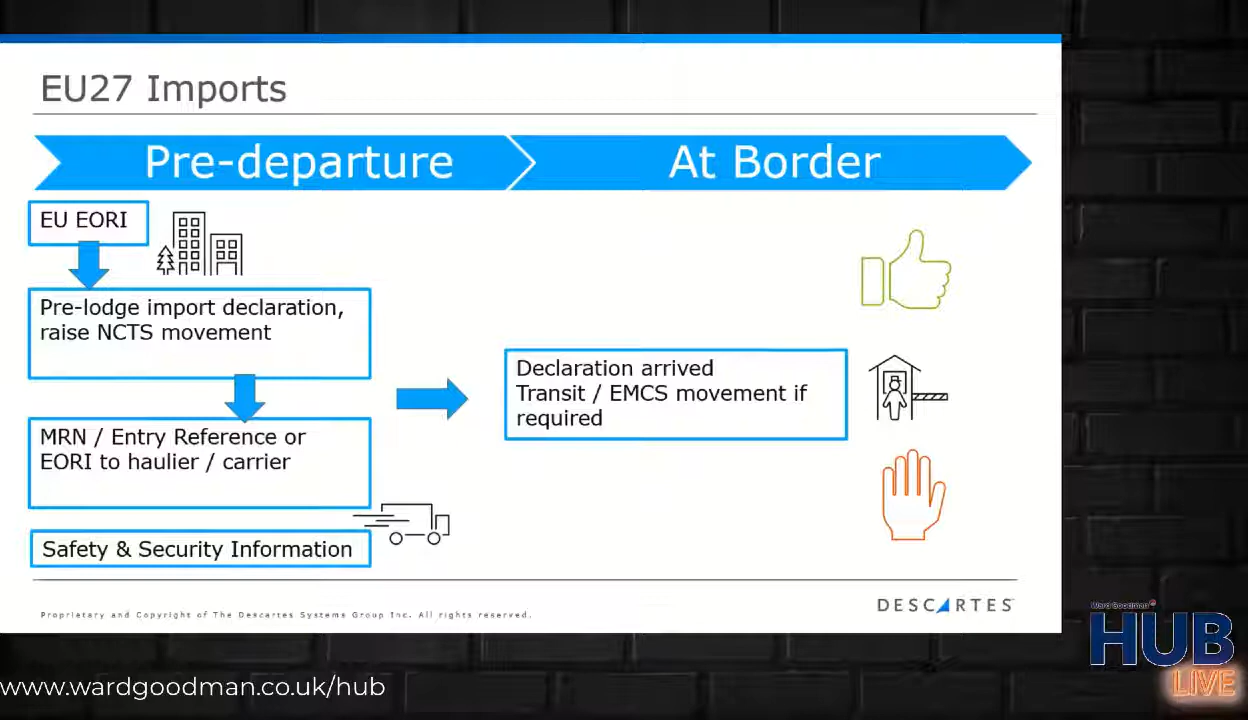 EU27 Imports
Pre-departure
At Border
EU EORI
Pre-lodge import declaration,
raise NCTS movement
MRN / Entry Reference or
EORI to haulier / carrier
Safety & Security Information
Declaration arrived
Transit / EMCS movement if
required
Proprietary and Copyright of The Descartes Systems Group Inc. All rights reserved.
DESCARTES
Ward Goodman
HUB
LIVE
www.wardgoodman.co.uk/hub